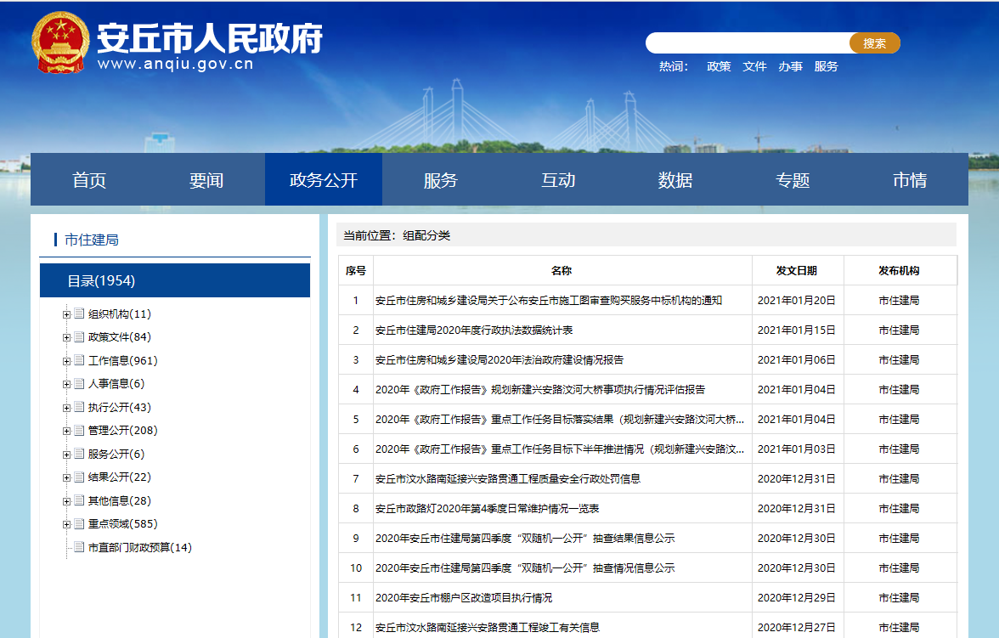 安丘市人民政府
www.anqiu.gov.cn
搜索
热词： 政策 文件 办事 服务
首页 要闻 政务公开 服务 互动 数据 专题 市情
市住建局
目录(1954)
组织机构(11)
政策文件(84)
工作信息(961)
人事信息(6)
执行公开(43)
管理公开(208)
服务公开(6)
结果公开(22)
其他信息(28)
重点领域(585)
市直部门财政预算(14)
当前位置：组配分类
序号 名称 发文日期 发布机构
1 安丘市住房和城乡建设局关于公布安丘市施工图审查购买服务中标机构的通知 2021年01月20日 市住建局
2 安丘市住建局2020年度行政执法数据统计表 2021年01月15日 市住建局
3 安丘市住房和城乡建设局2020年法治政府建设情况报告 2021年01月06日 市住建局
4 2020年《政府工作报告》规划新建兴安路汶河大桥事项执行情况评估报告 2021年01月04日 市住建局
5 2020年《政府工作报告》重点工作任务目标落实结果（规划新建兴安路汶河大桥... 2021年01月04日 市住建局
6 2020年《政府工作报告》重点工作任务目标下半年推进情况（规划新建兴安路汶... 2021年01月03日 市住建局
7 安丘市汶水路南延接兴安路贯通工程质量安全行政处罚信息 2020年12月31日 市住建局
8 安丘市政路灯2020年第4季度日常维护情况一览表 2020年12月31日 市住建局
9 2020年安丘市住建局第四季度“双随机一公开”抽查结果信息公示 2020年12月30日 市住建局
10 2020年安丘市住建局第四季度“双随机一公开”抽查情况信息公示 2020年12月30日 市住建局
11 2020年安丘市棚户区改造项目执行情况 2020年12月29日 市住建局
12 安丘市汶水路南延接兴安路贯通工程竣工有关信息 2020年12月27日 市住建局